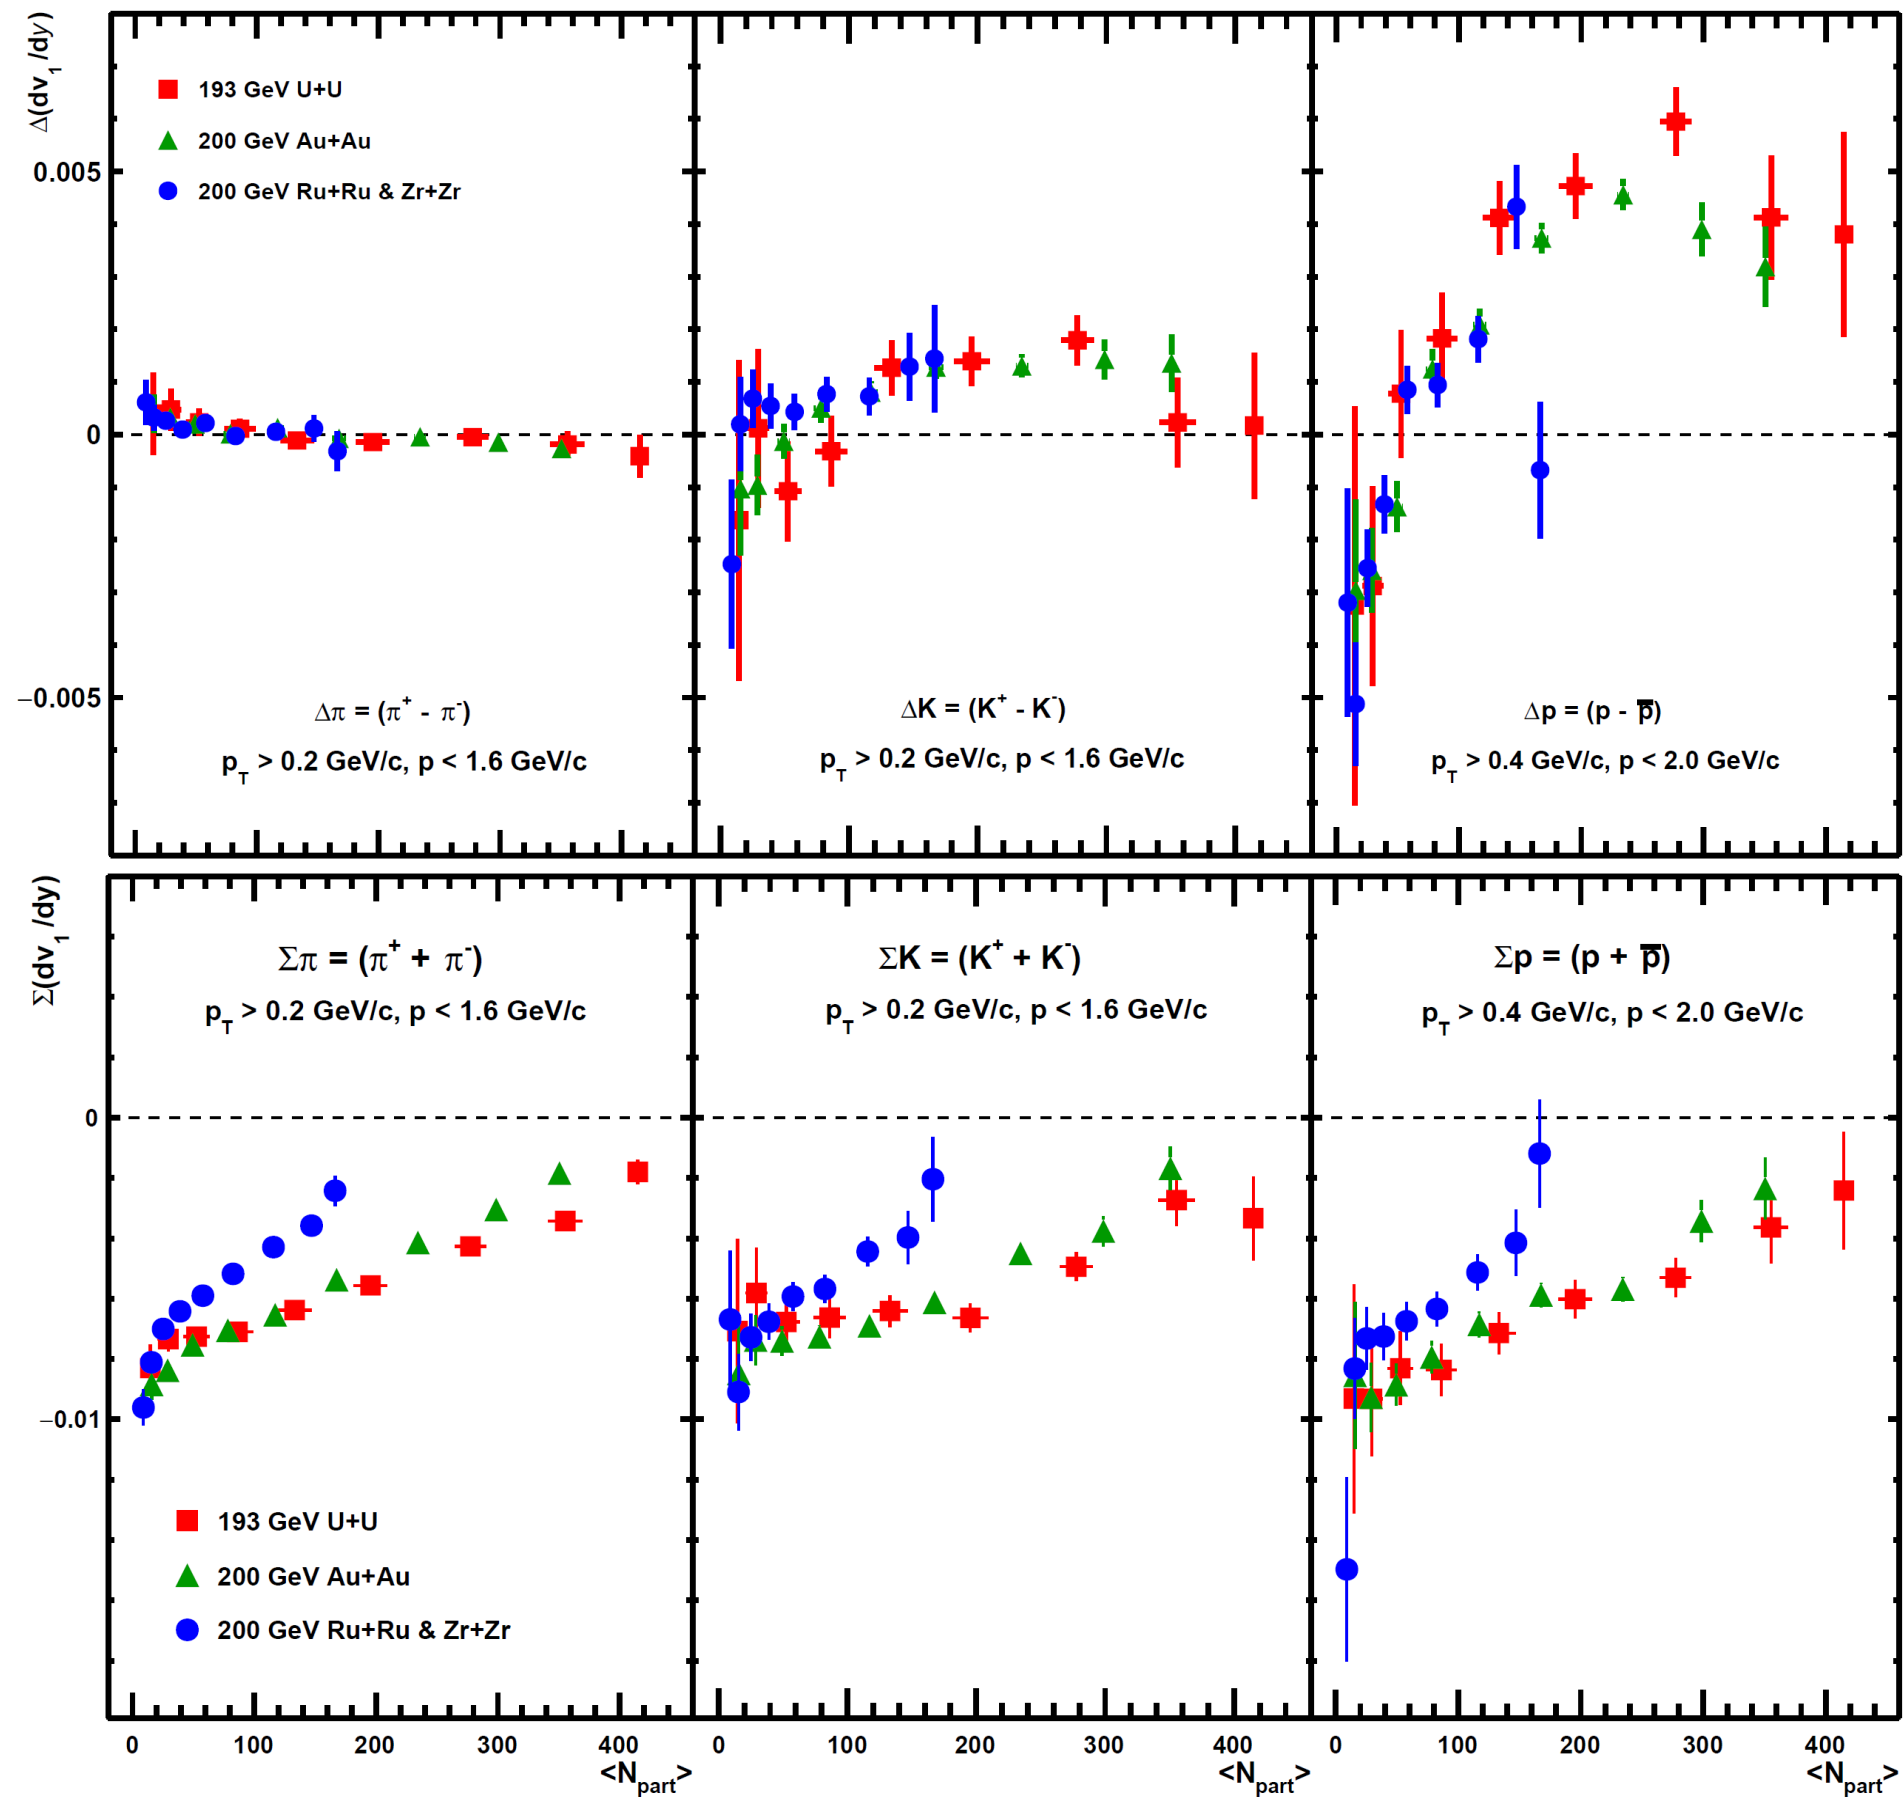 Δ(dv1/dy)
193 GeV U+U
200 GeV Au+Au
200 GeV Ru+Ru & Zr+Zr
0.005
0
−0.005
Δπ = (π+ - π-)
pT > 0.2 GeV/c, p < 1.6 GeV/c
ΔK = (K+ - K-)
pT > 0.2 GeV/c, p < 1.6 GeV/c
Δp = (p - p̅)
pT > 0.4 GeV/c, p < 2.0 GeV/c
Σ(dv1/dy)
Σπ = (π+ + π-)
pT > 0.2 GeV/c, p < 1.6 GeV/c
ΣK = (K+ + K-)
pT > 0.2 GeV/c, p < 1.6 GeV/c
Σp = (p + p̅)
pT > 0.4 GeV/c, p < 2.0 GeV/c
0
−0.01
193 GeV U+U
200 GeV Au+Au
200 GeV Ru+Ru & Zr+Zr
0 100 200 300 400
<Npart>
0 100 200 300 400
<Npart>
0 100 200 300 400
<Npart>